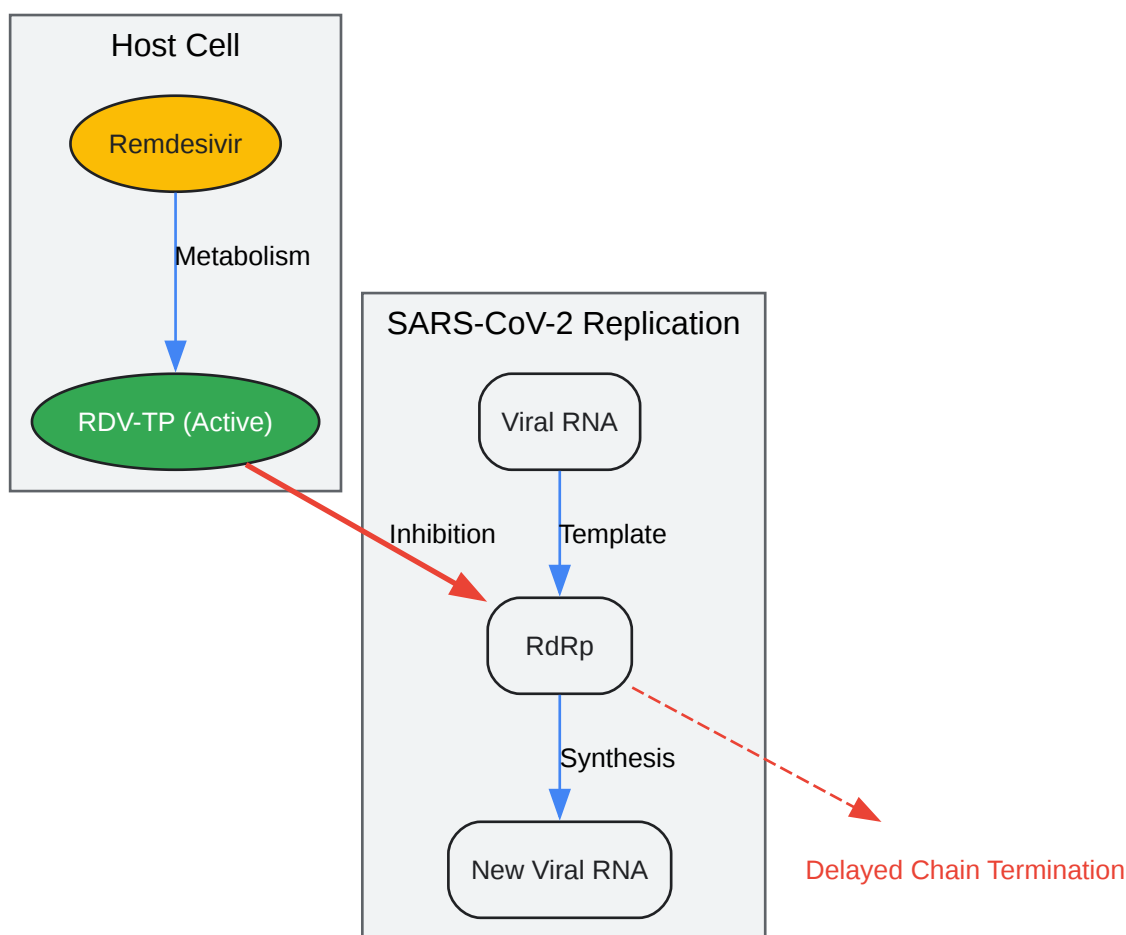 Host Cell
Remdesivir
Metabolism
RDV-TP (Active)
SARS-CoV-2 Replication
Viral RNA
Inhibition
Template
RdRp
Synthesis
New Viral RNA
Delayed Chain Termination